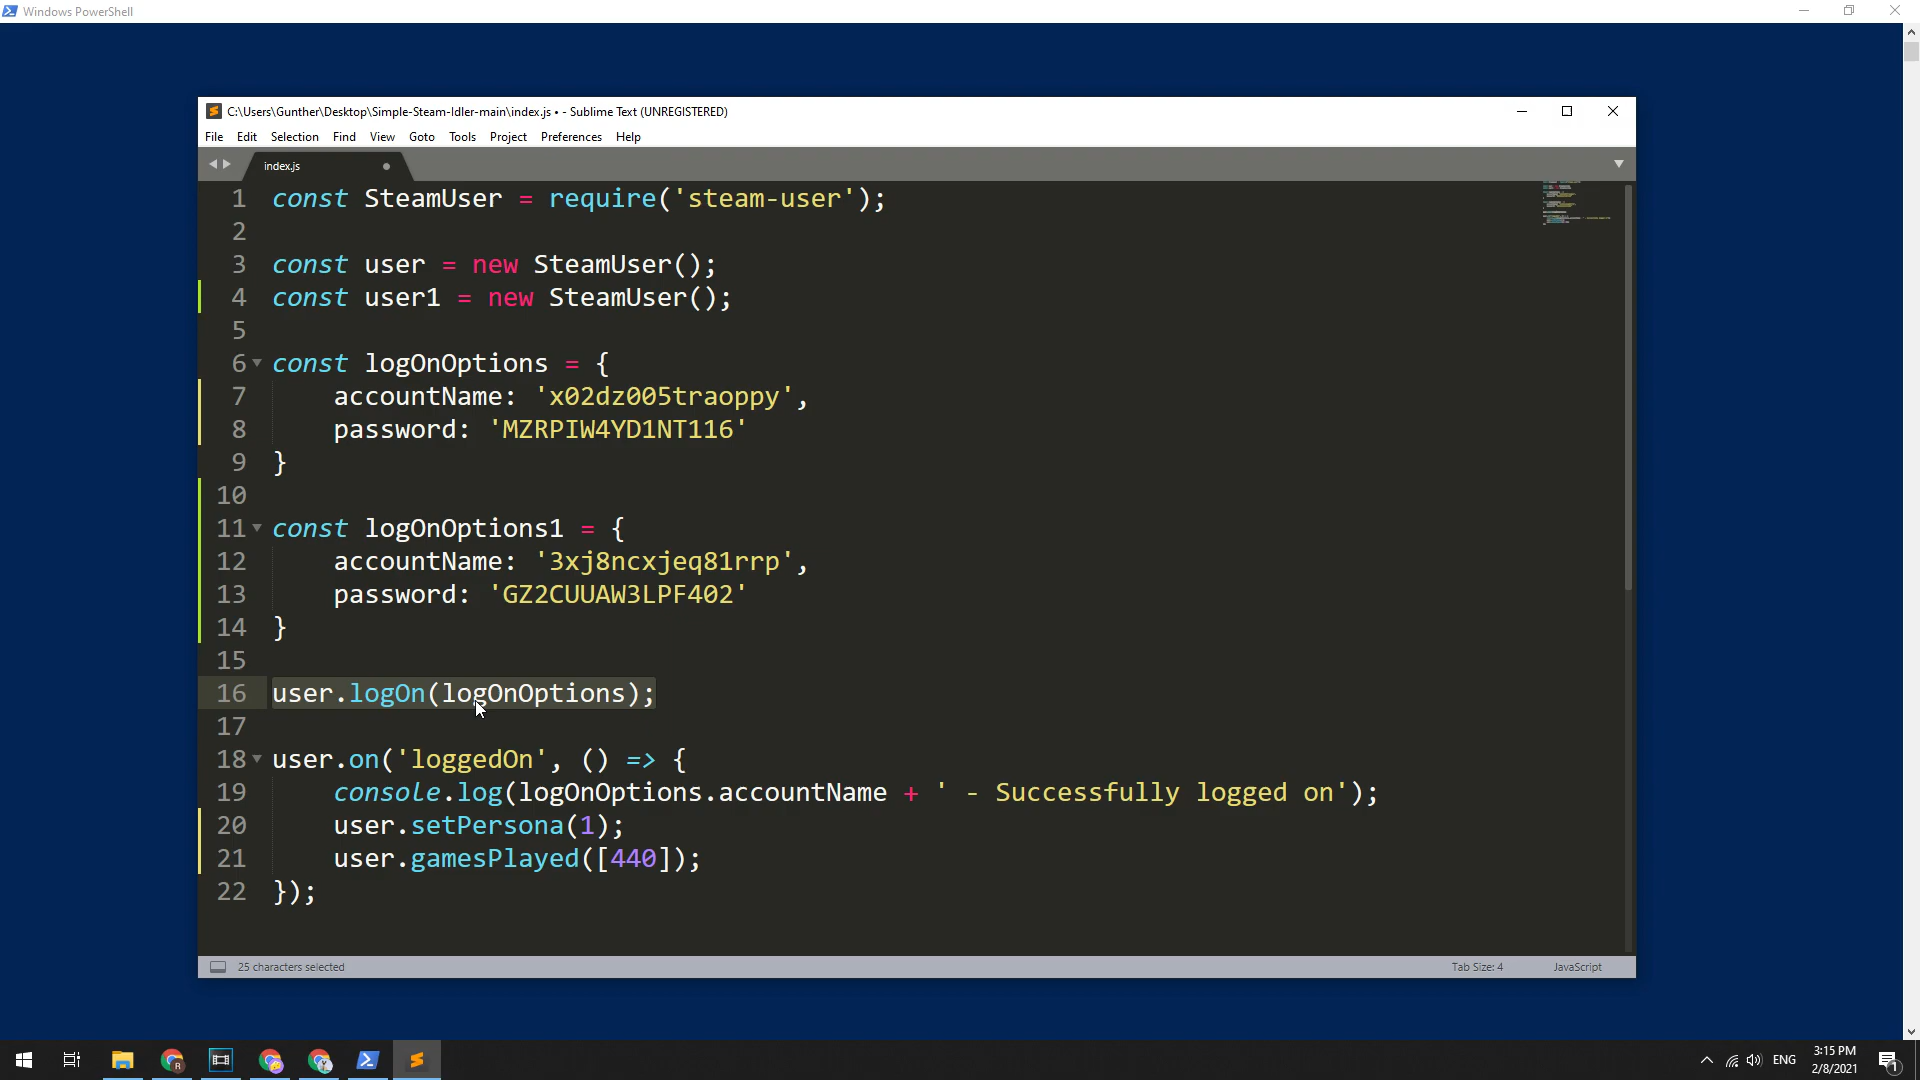 Windows PowerShell
C:\Users\Gunther\Desktop\Simple-Steam-Idler-main\index.js • - Sublime Text (UNREGISTERED)
File Edit Selection Find View Goto Tools Project Preferences Help
index.js
1 const SteamUser = require('steam-user');
2
3 const user = new SteamUser();
4 const user1 = new SteamUser();
5
6 const logOnOptions = {
7 accountName: 'x02dz005traoppy',
8 password: 'MZRPIW4YD1NT116'
9 }
10
11 const logOnOptions1 = {
12 accountName: '3xj8ncxjeq81rrp',
13 password: 'GZ2CUUAW3LPF402'
14 }
15
16 user.logOn(logOnOptions);
17
18 user.on('loggedOn', () => {
19 console.log(logOnOptions.accountName + ' - Successfully logged on');
20 user.setPersona(1);
21 user.gamesPlayed([440]);
22 });
25 characters selected Tab Size: 4 JavaScript
ENG 3:15 PM
2/8/2021